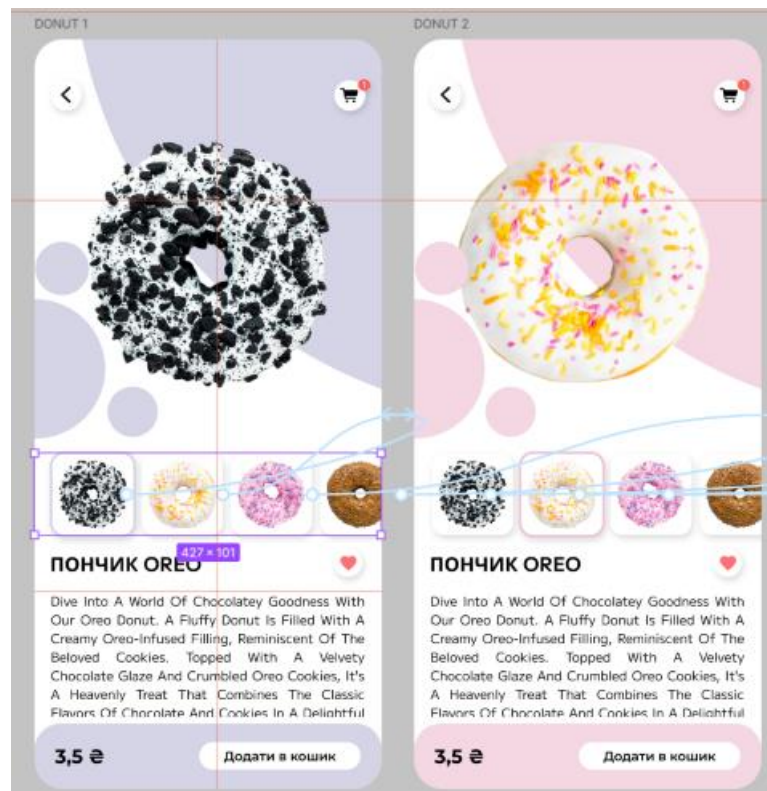 DONUT 1
1
427 × 101
ПОНЧИК OREO
Dive Into A World Of Chocolatey Goodness With
Our Oreo Donut. A Fluffy Donut Is Filled With A
Creamy Oreo-Infused Filling, Reminiscent Of The
Beloved Cookies. Topped With A Velvety
Chocolate Glaze And Crumbled Oreo Cookies, It's
A Heavenly Treat That Combines The Classic
Flavors Of Chocolate And Cookies In A Delightful
3,5 ₴
Додати в кошик
DONUT 2
1
ПОНЧИК OREO
Dive Into A World Of Chocolatey Goodness With
Our Oreo Donut. A Fluffy Donut Is Filled With A
Creamy Oreo-Infused Filling, Reminiscent Of The
Beloved Cookies. Topped With A Velvety
Chocolate Glaze And Crumbled Oreo Cookies, It's
A Heavenly Treat That Combines The Classic
Flavors Of Chocolate And Cookies In A Delightful
3,5 ₴
Додати в кошик